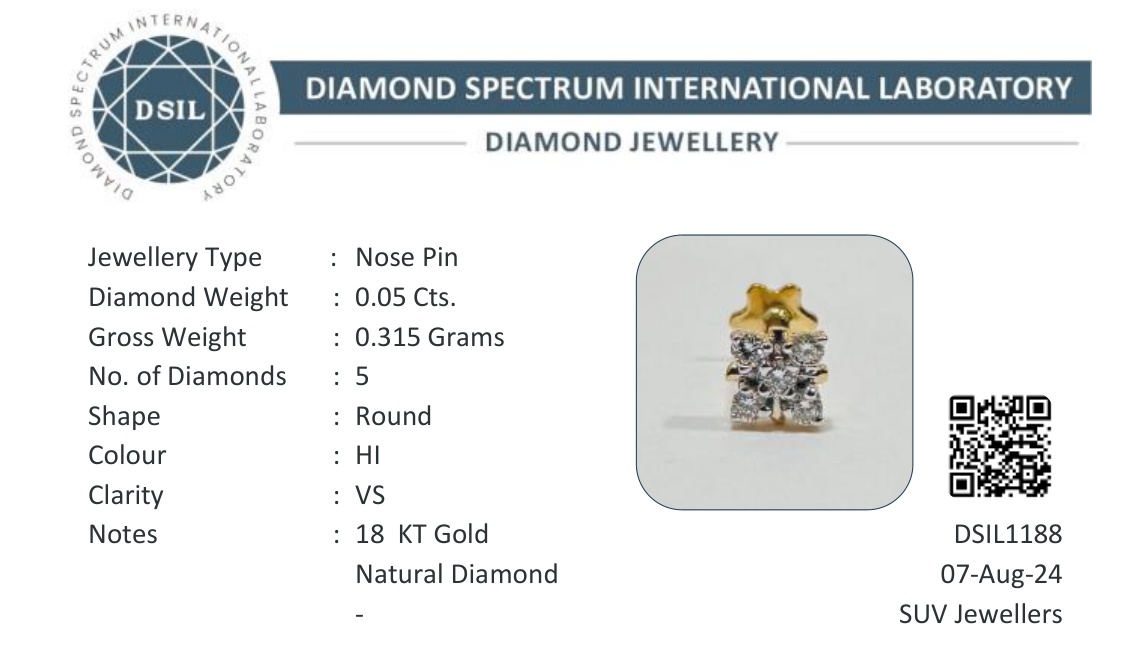 DIAMOND SPECTRUM INTERNATIONAL LABORATORY
DSIL
DIAMOND SPECTRUM INTERNATIONAL LABORATORY
DIAMOND JEWELLERY
Jewellery Type : Nose Pin
Diamond Weight : 0.05 Cts.
Gross Weight : 0.315 Grams
No. of Diamonds : 5
Shape : Round
Colour : HI
Clarity : VS
Notes : 18 KT Gold
Natural Diamond
-
DSIL1188
07-Aug-24
SUV Jewellers